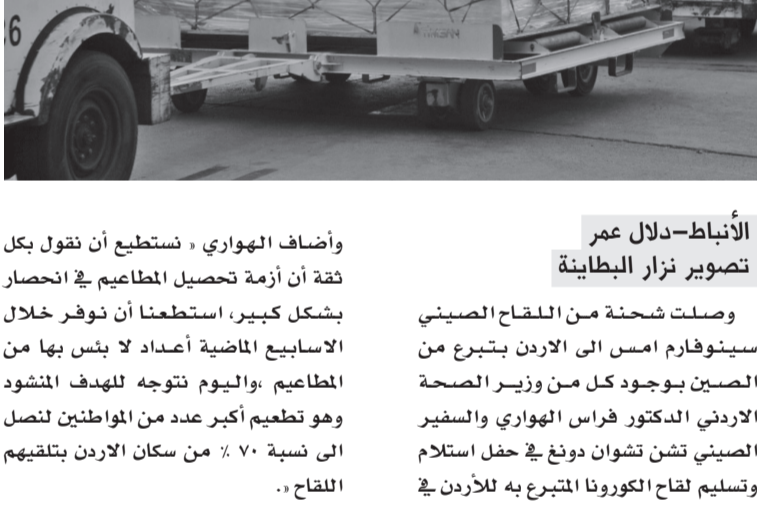 6
الأنباط-دلال عمر
تصوير نزار البطاينة
وصلت شحنة من اللقاح الصيني
سينوفارم امس الى الاردن بتبرع من
الصين بوجود كل من وزير الصحة
الاردني الدكتور فراس الهواري والسفير
الصيني تشن تشوان دونغ في حفل استلام
وتسليم لقاح الكورونا المتبرع به للأردن في
وأضاف الهواري « نستطيع أن نقول بكل
ثقة أن أزمة تحصيل المطاعيم في انحصار
بشكل كبير، استطعنا أن نوفر خلال
الاسابيع الماضية أعداد لا بئس بها من
المطاعيم ،واليوم نتوجه للهدف المنشود
وهو تطعيم أكبر عدد من المواطنين لنصل
الى نسبة ٧٠ ٪ من سكان الاردن بتلقيهم
اللقاح «.